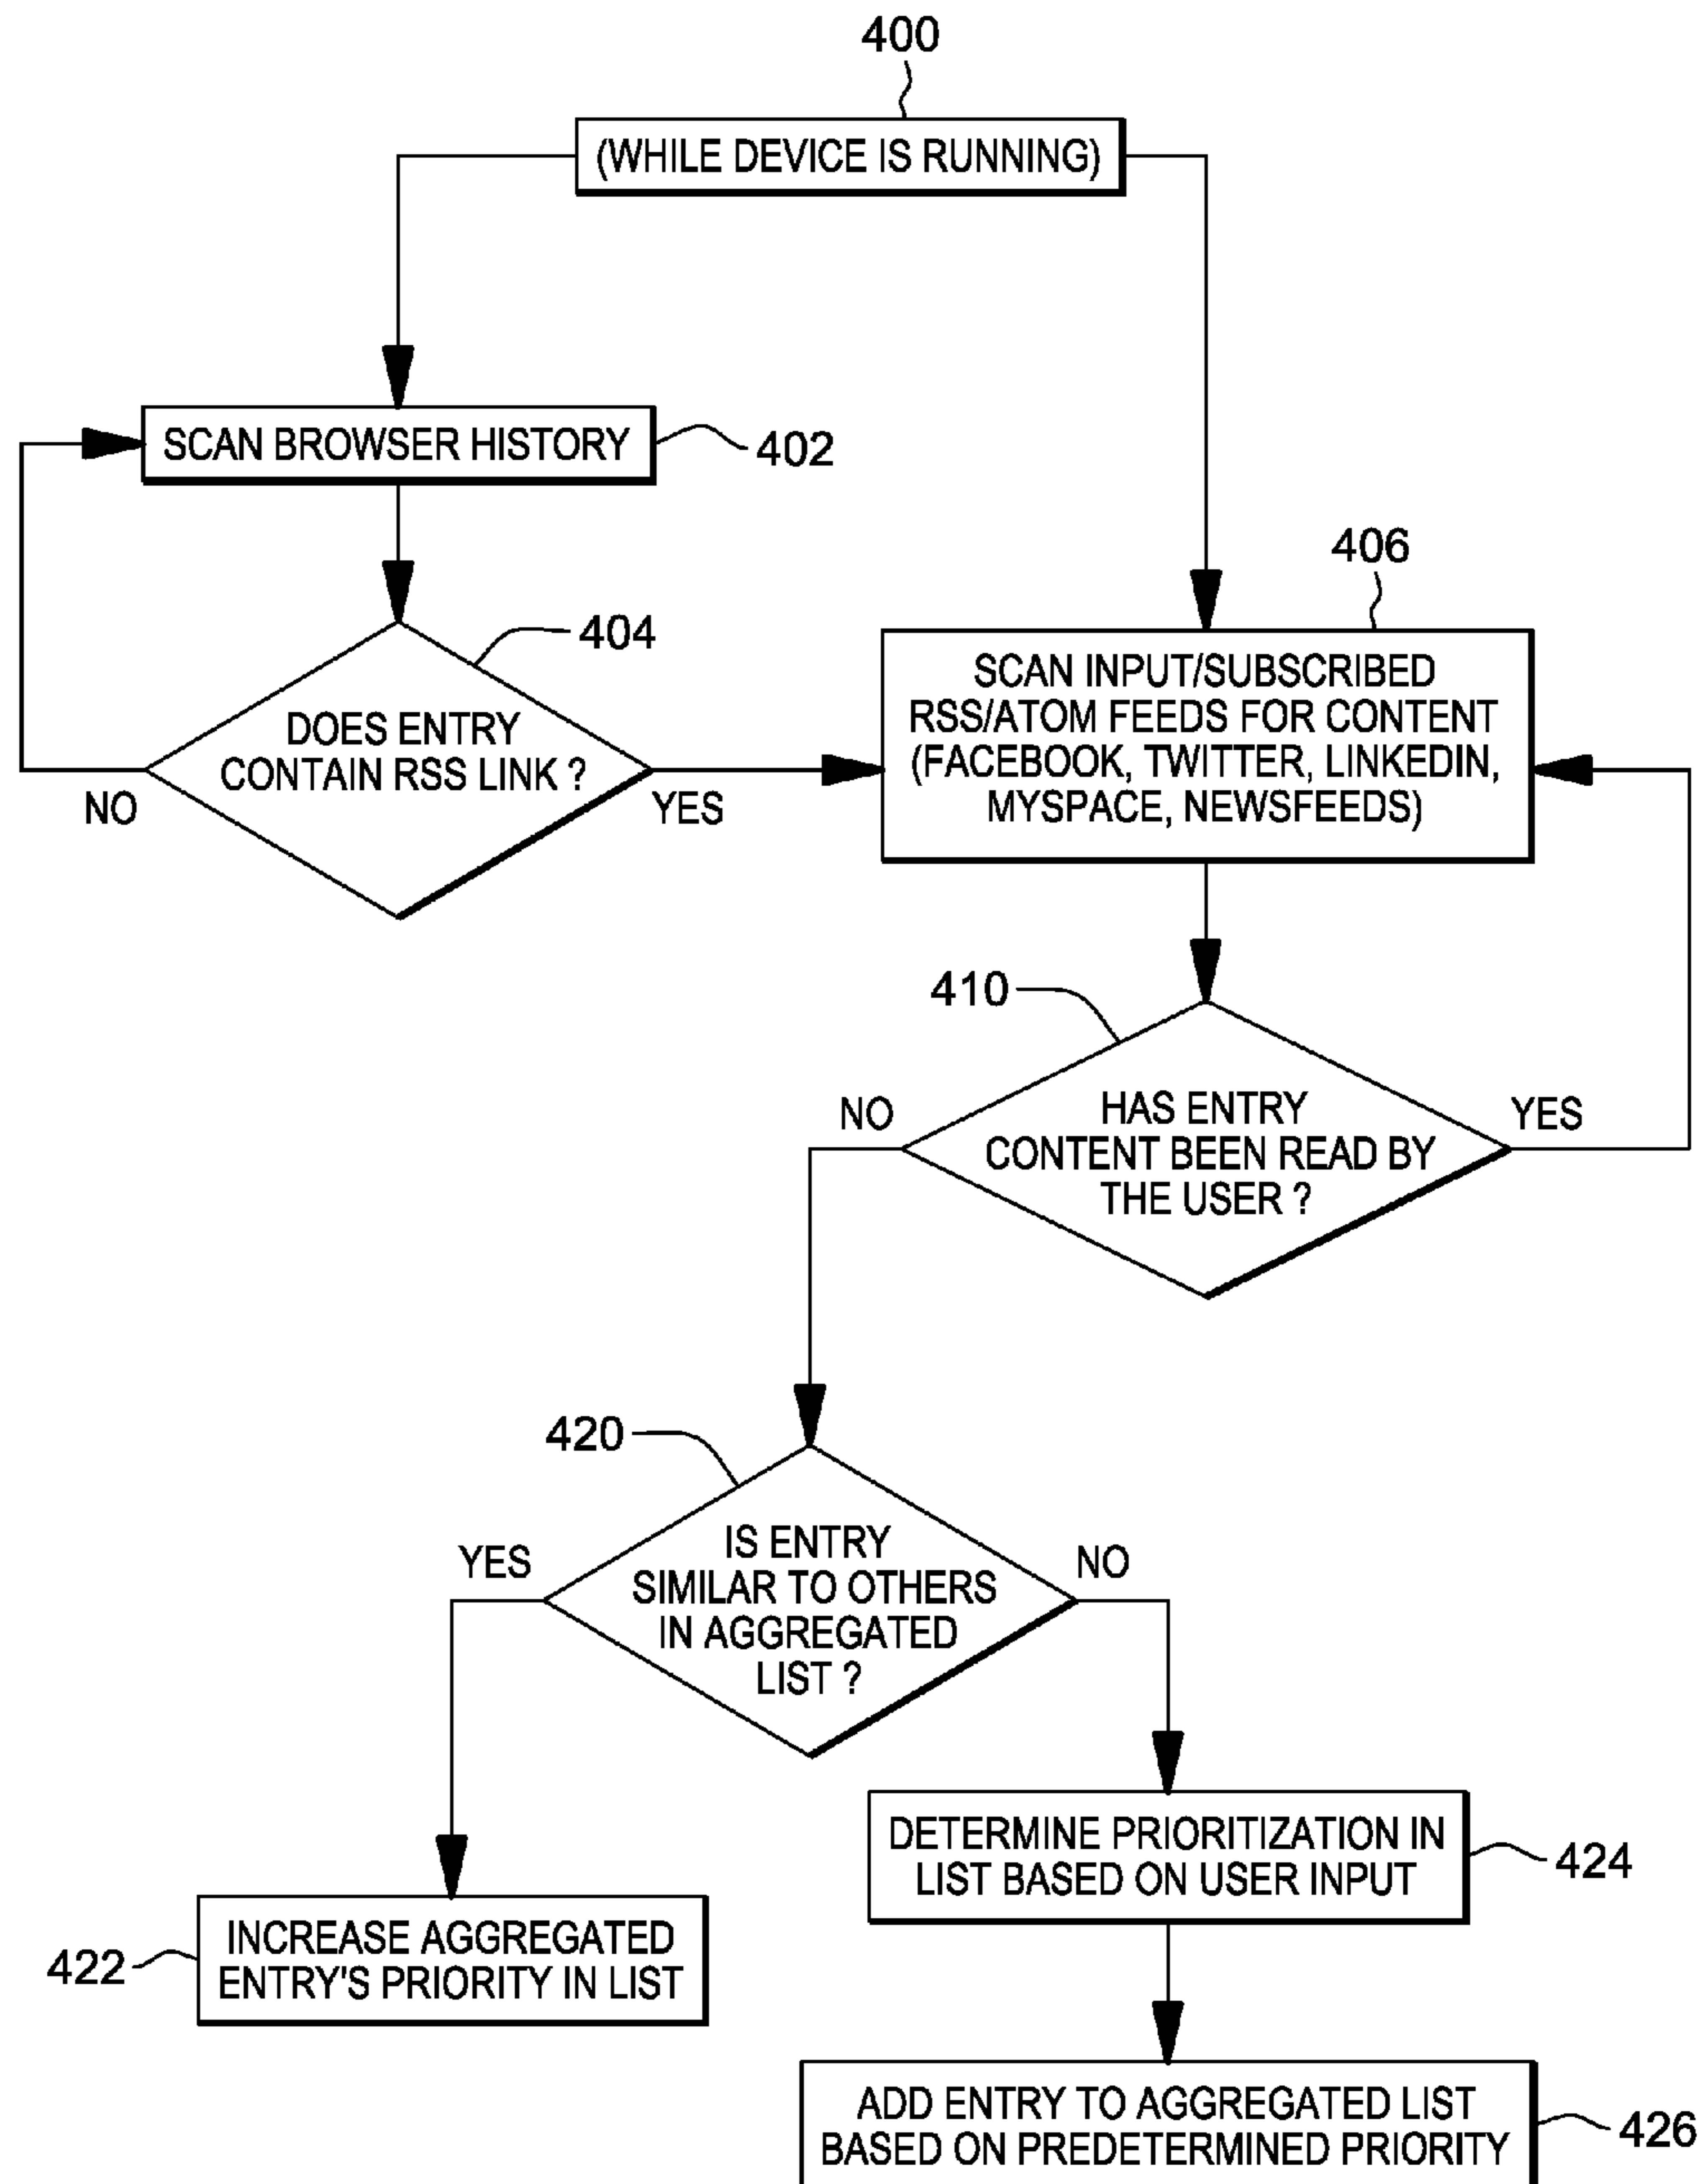 400
(WHILE DEVICE IS RUNNING)
SCAN BROWSER HISTORY
402
404
DOES ENTRY
CONTAIN RSS LINK ?
NO
YES
406
SCAN INPUT/SUBSCRIBED
RSS/ATOM FEEDS FOR CONTENT
(FACEBOOK, TWITTER, LINKEDIN,
MYSPACE, NEWSFEEDS)
410
NO
HAS ENTRY
CONTENT BEEN READ BY
THE USER ?
YES
420
YES
IS ENTRY
SIMILAR TO OTHERS
IN AGGREGATED
LIST ?
NO
DETERMINE PRIORITIZATION IN
LIST BASED ON USER INPUT
424
422
INCREASE AGGREGATED
ENTRY'S PRIORITY IN LIST
ADD ENTRY TO AGGREGATED LIST
BASED ON PREDETERMINED PRIORITY
426